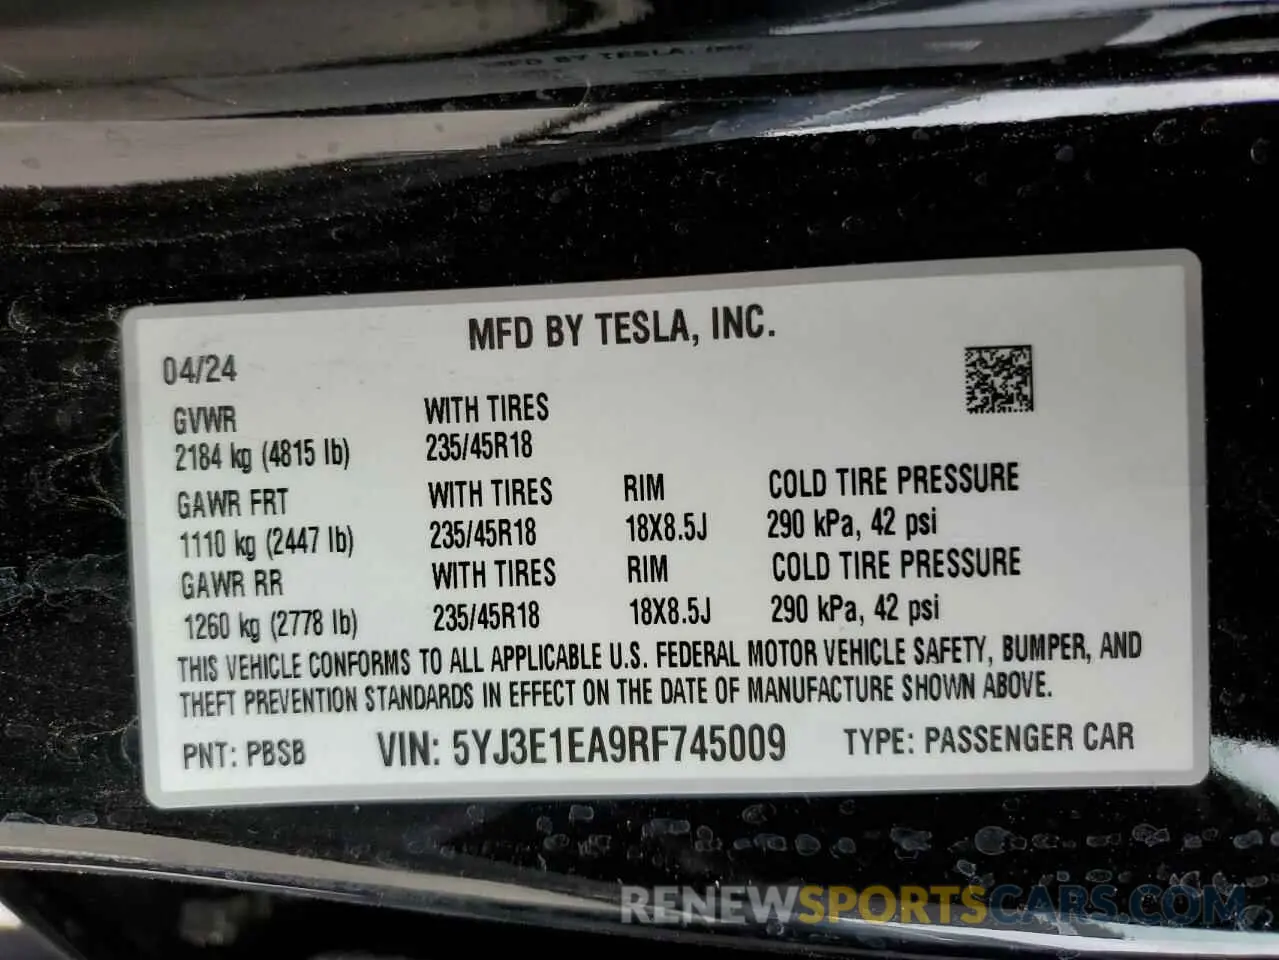 MFD BY TESLA, INC
MFD BY TESLA, INC.
04/24
GVWR WITH TIRES
2184 kg (4815 lb) 235/45R18
GAWR FRT WITH TIRES RIM COLD TIRE PRESSURE
1110 kg (2447 lb) 235/45R18 18X8.5J 290 kPa, 42 psi
GAWR RR WITH TIRES RIM COLD TIRE PRESSURE
1260 kg (2778 lb) 235/45R18 18X8.5J 290 kPa, 42 psi
THIS VEHICLE CONFORMS TO ALL APPLICABLE U.S. FEDERAL MOTOR VEHICLE SAFETY, BUMPER, AND
THEFT PREVENTION STANDARDS IN EFFECT ON THE DATE OF MANUFACTURE SHOWN ABOVE.
PNT: PBSB VIN: 5YJ3E1EA9RF745009 TYPE: PASSENGER CAR
RENEWSPORTSCARS.COM